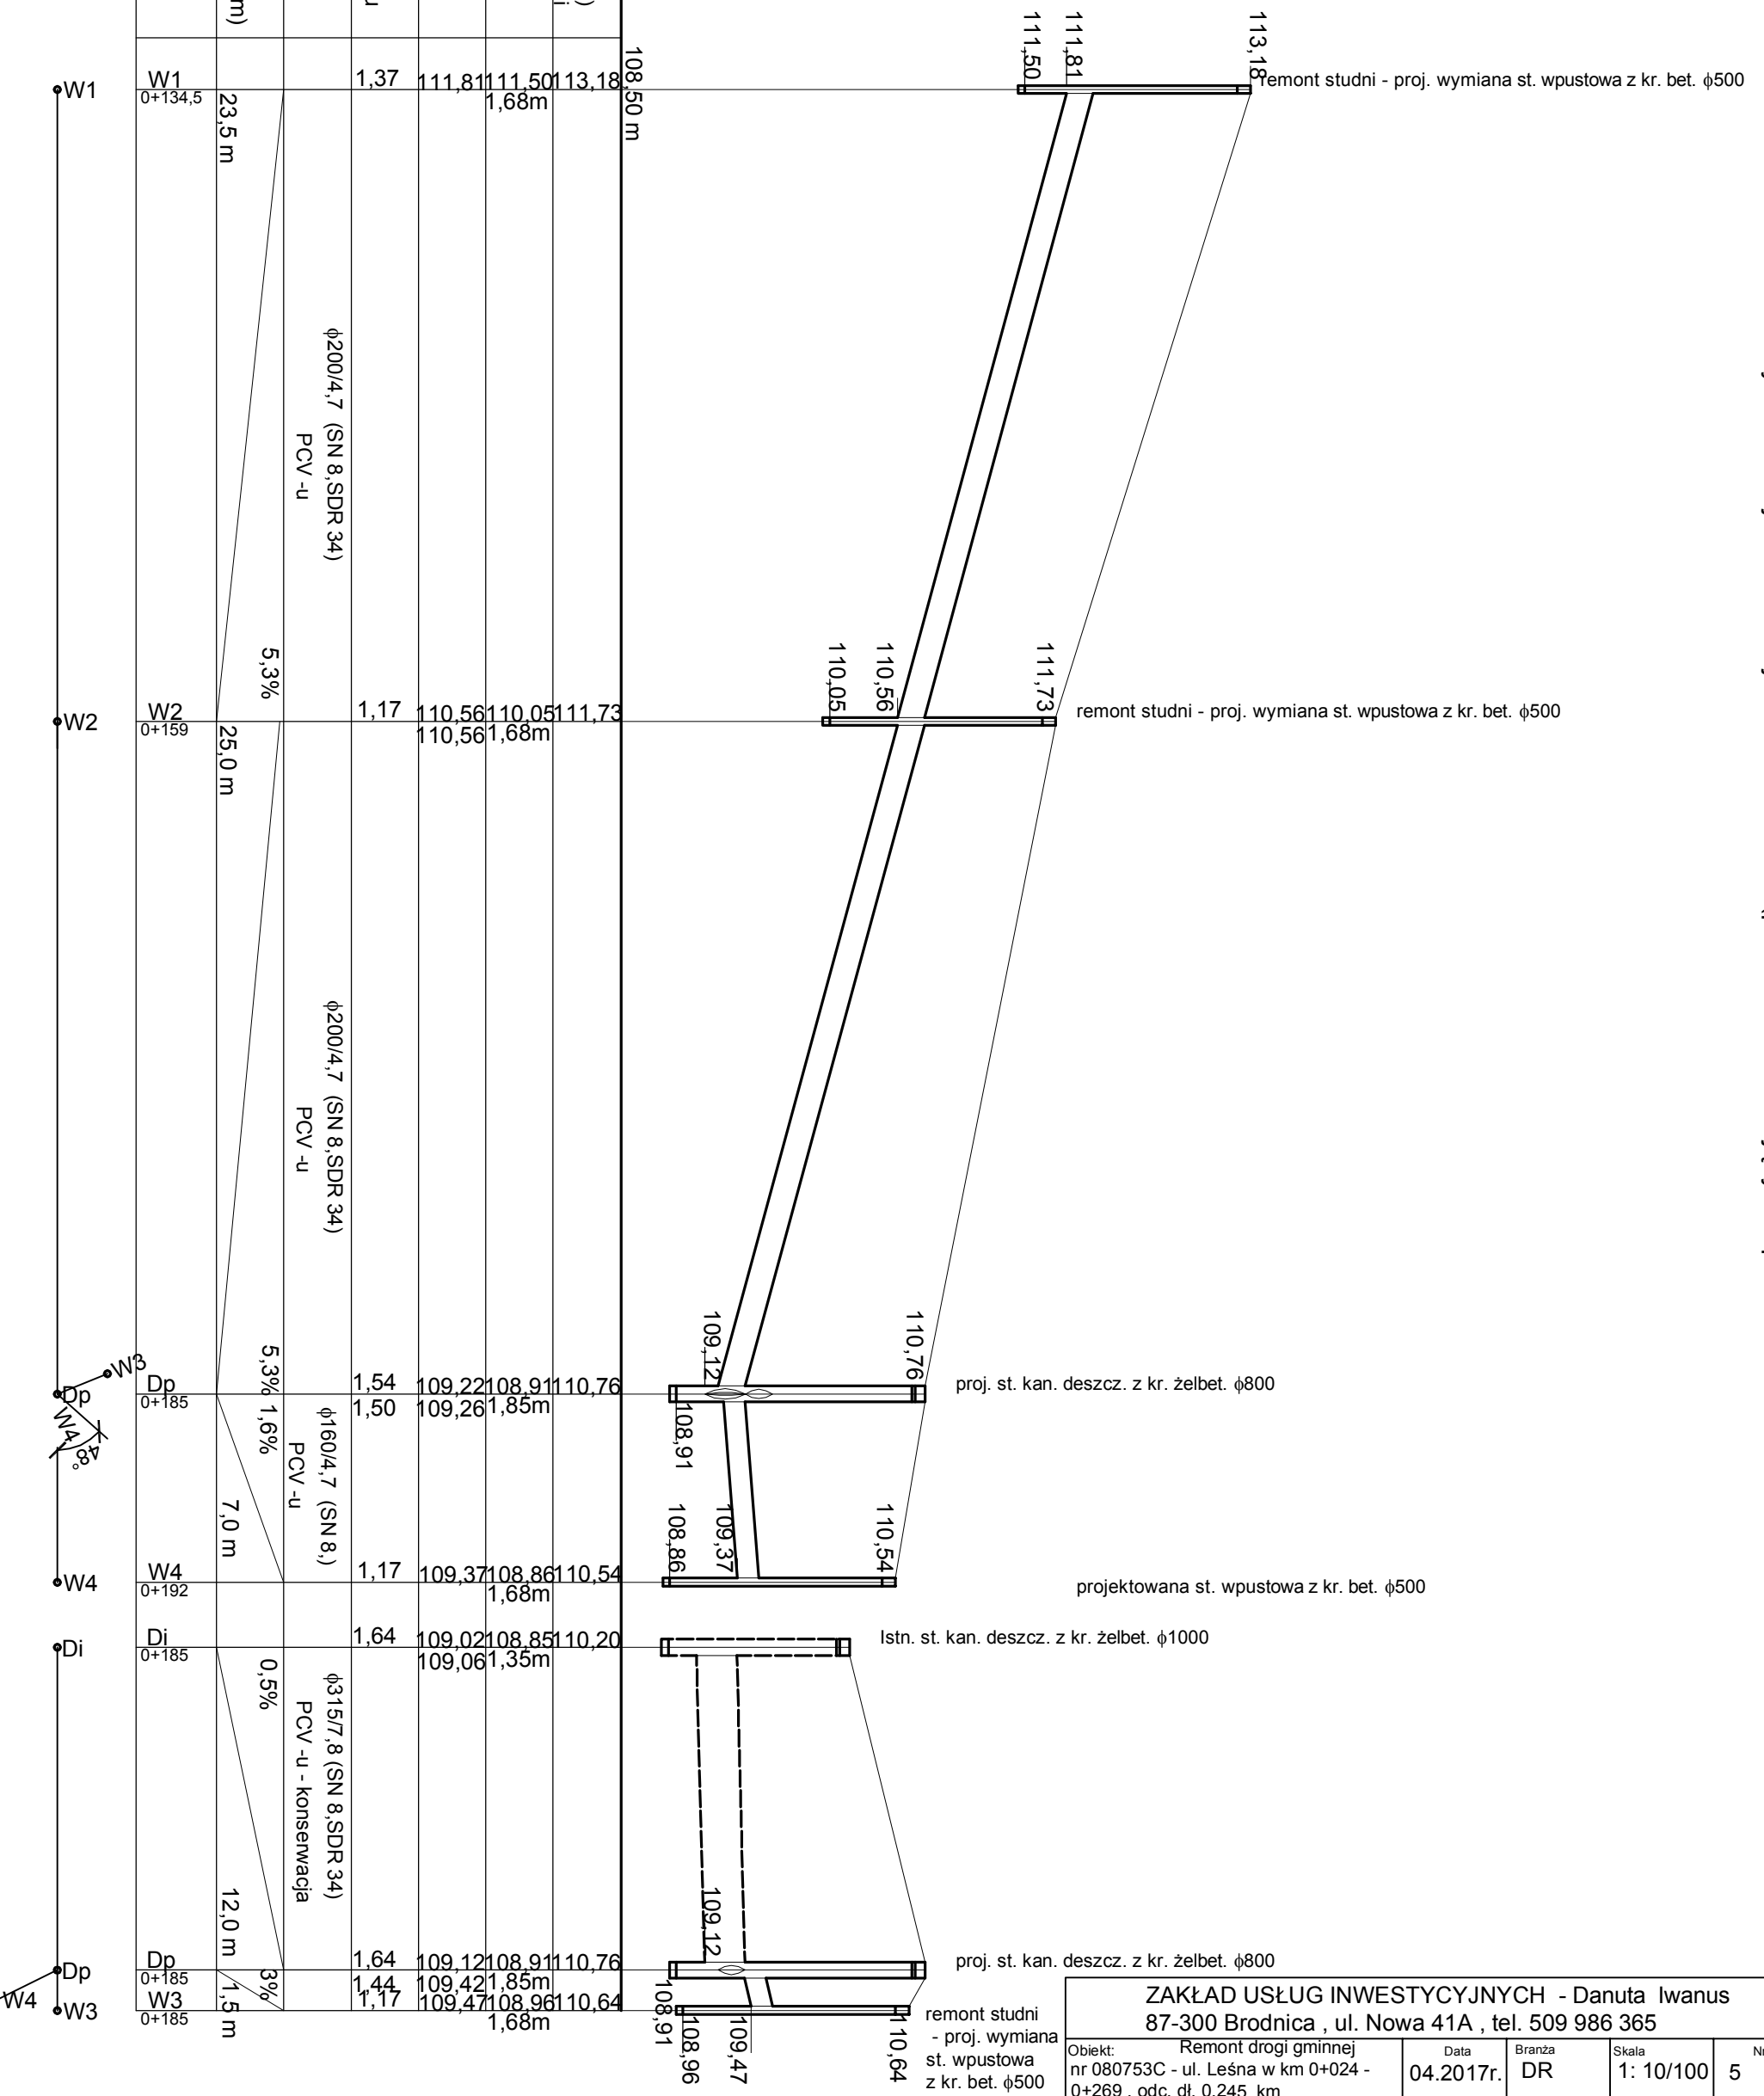 m)
u
)
i
108,50 m
111,50
111,81
113,18
remont studni - proj. wymiana st. wpustowa z kr. bet. ϕ500
W1
W1
0+134,5
23,5 m
1,37
111,81
111,50
113,18
1,68m
ϕ200/4,7 (SN 8,SDR 34)
PCV -u
5,3%
110,05
110,56
111,73
remont studni - proj. wymiana st. wpustowa z kr. bet. ϕ500
W2
W2
0+159
25,0 m
1,17
110,56
110,05
111,73
110,56
1,68m
ϕ200/4,7 (SN 8,SDR 34)
PCV -u
5,3%
109,12
110,76
proj. st. kan. deszcz. z kr. żelbet. ϕ800
W3
Dp
W4
48°
Dp
0+185
1,54
109,22
108,91
110,76
1,50
109,26
1,85m
108,91
1,6%
ϕ160/4,7 (SN 8,)
PCV -u
7,0 m
108,86
109,37
110,54
projektowana st. wpustowa z kr. bet. ϕ500
W4
W4
0+192
1,17
109,37
108,86
110,54
1,68m
Di
Di
0+185
1,64
109,02
108,85
110,20
109,06
1,35m
Istn. st. kan. deszcz. z kr. żelbet. ϕ1000
0,5%
ϕ315/7,8 (SN 8,SDR 34)
PCV -u - konserwacja
12,0 m
109,12
proj. st. kan. deszcz. z kr. żelbet. ϕ800
Dp
Dp
0+185
1,64
109,12
108,91
110,76
1,44
109,42
1,85m
3%
1,5 m
W4
W3
W3
0+185
1,17
109,47
108,96
110,64
1,68m
108,91
108,96
109,47
110,64
remont studni
- proj. wymiana
st. wpustowa
z kr. bet. ϕ500
ZAKŁAD USŁUG INWESTYCYJNYCH - Danuta Iwanus
87-300 Brodnica , ul. Nowa 41A , tel. 509 986 365
Obiekt: Remont drogi gminnej
nr 080753C - ul. Leśna w km 0+024 -
0+269 , odc. dł. 0,245 km
Data
04.2017r.
Branża
DR
Skala
1: 10/100
5